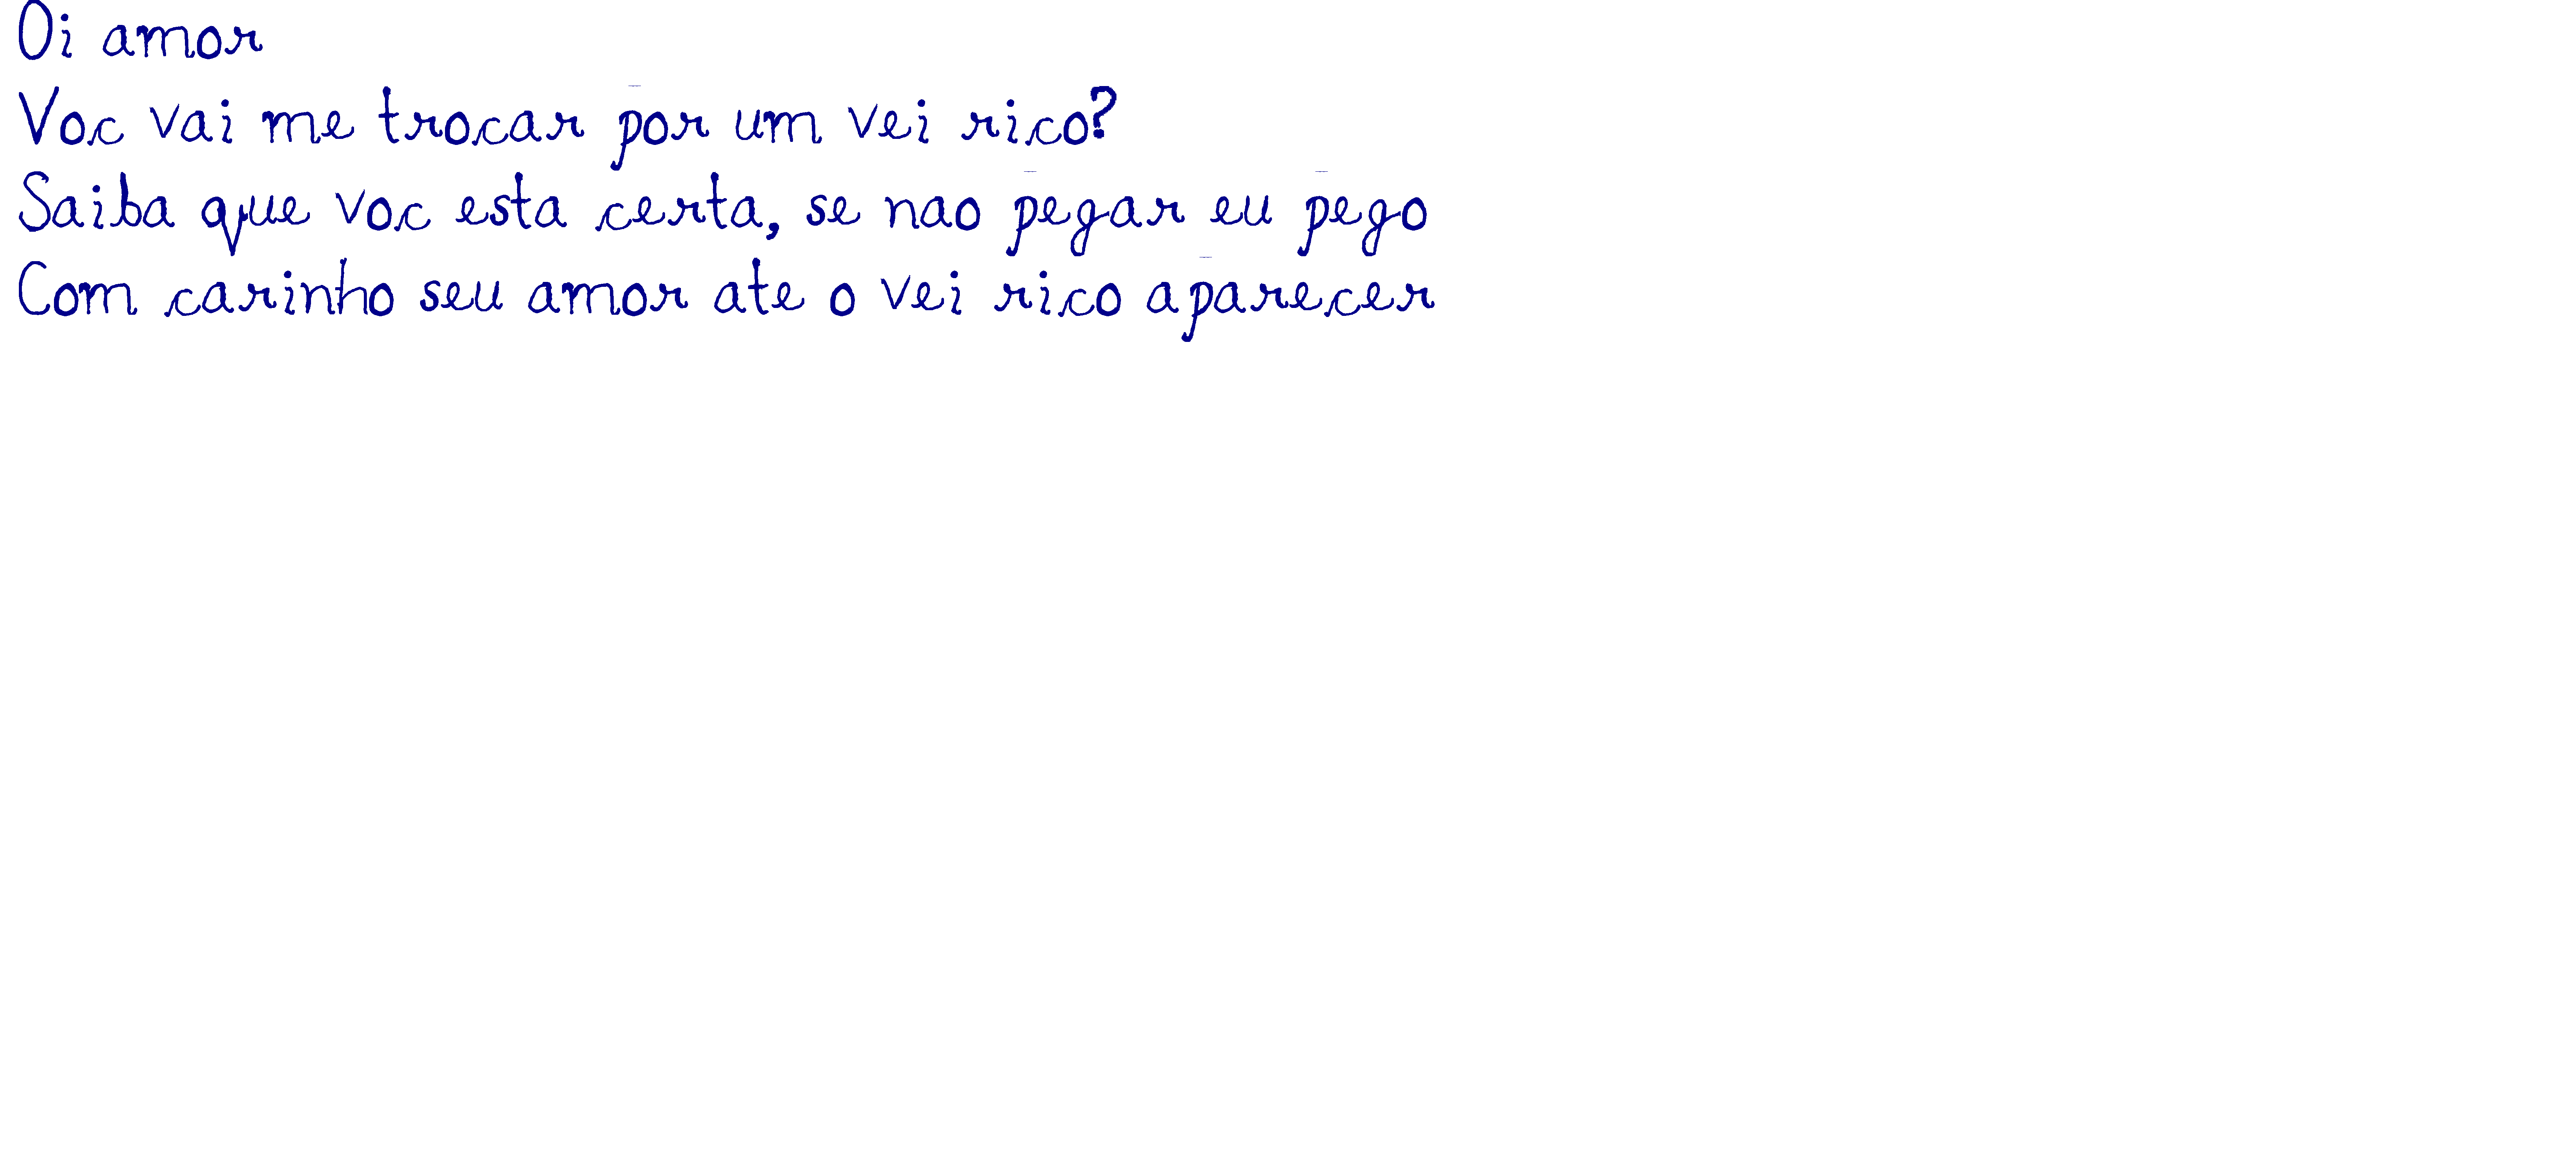 Oi amor
Voc vai me trocar por um vei rico?
Saiba que voc esta certa, se nao pegar eu pego
Com carinho seu amor ate o vei rico aparecer